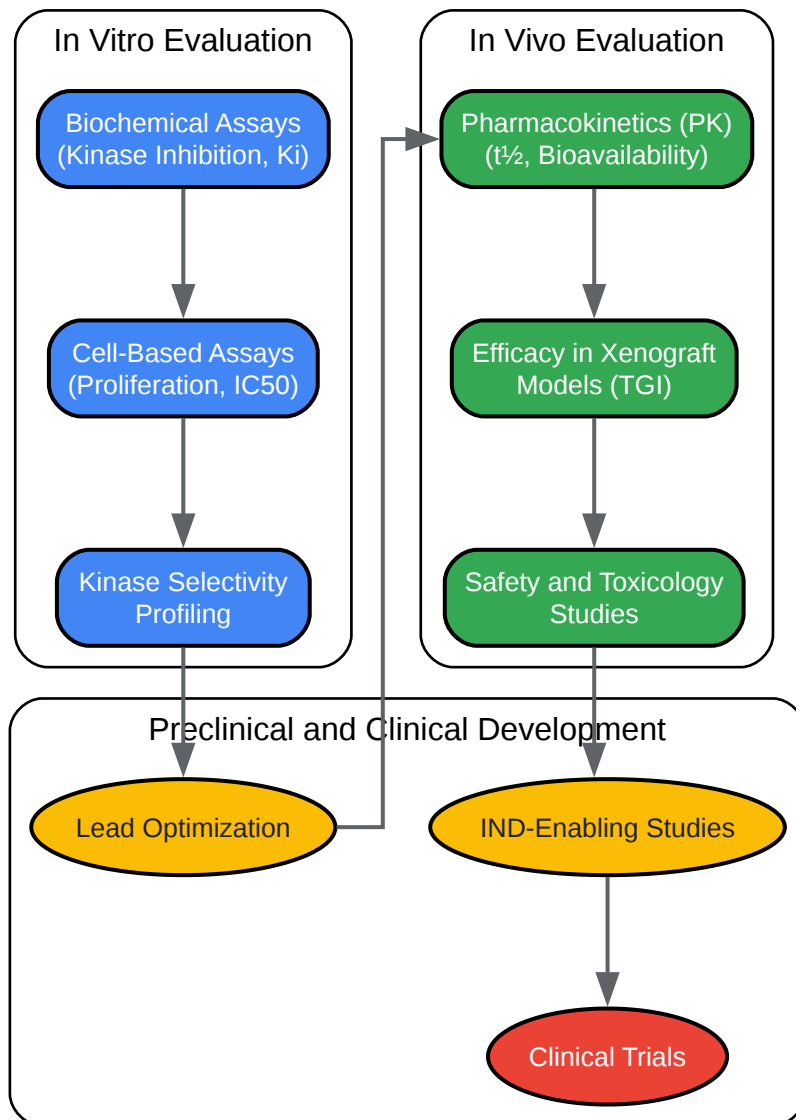 In Vitro Evaluation
Biochemical Assays
(Kinase Inhibition, Ki)
Cell-Based Assays
(Proliferation, IC50)
Kinase Selectivity
Profiling
In Vivo Evaluation
Pharmacokinetics (PK)
(t½, Bioavailability)
Efficacy in Xenograft
Models (TGI)
Safety and Toxicology
Studies
Preclinical and Clinical Development
Lead Optimization
IND-Enabling Studies
Clinical Trials